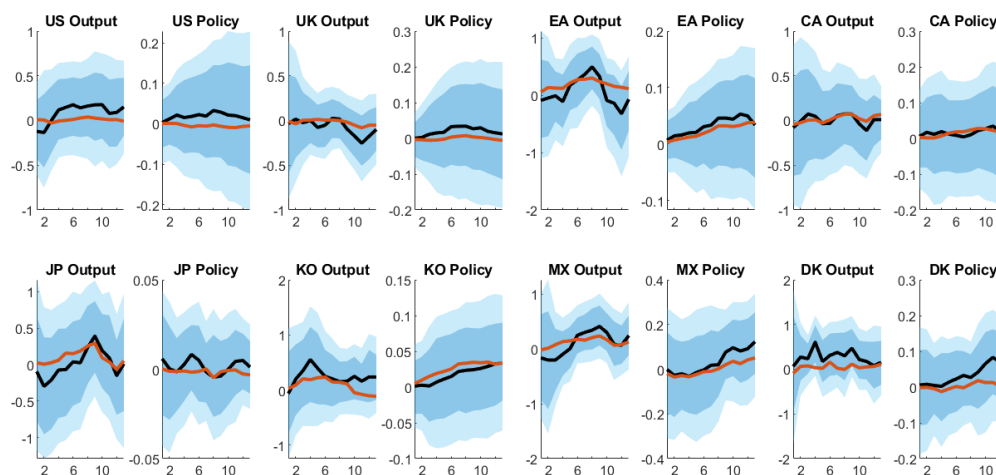 US Output US Policy UK Output UK Policy EA Output EA Policy CA Output CA Policy
1 0.2 1 0.3 1 0.2 1 0.3
0.5 0.1 0.5 0.2 0 0.1 0.5 0.2
0 0 0 0.1 -1 0 0 0.1
-0.5 -0.1 -0.5 0 -2 -0.1 -0.5 0
-1 -0.2 -1 -0.1 -1 -0.1
-0.2 -0.2
2 6 10 2 6 10 2 6 10 2 6 10 2 6 10 2 6 10 2 6 10 2 6 10
JP Output JP Policy KO Output KO Policy MX Output MX Policy DK Output DK Policy
1 0.05 2 0.15 1 0.4 2 0.3
0.5 0 1 0.1 0 0.2 1 0.2
0 -0.05 0 0.05 -1 0 0 0.1
-0.5 -1 0 -2 -0.2 -1 0
-1 -0.05 -0.4 -2 -0.1
-0.1 -0.2
2 6 10 2 6 10 2 6 10 2 6 10 2 6 10 2 6 10 2 6 10 2 6 10